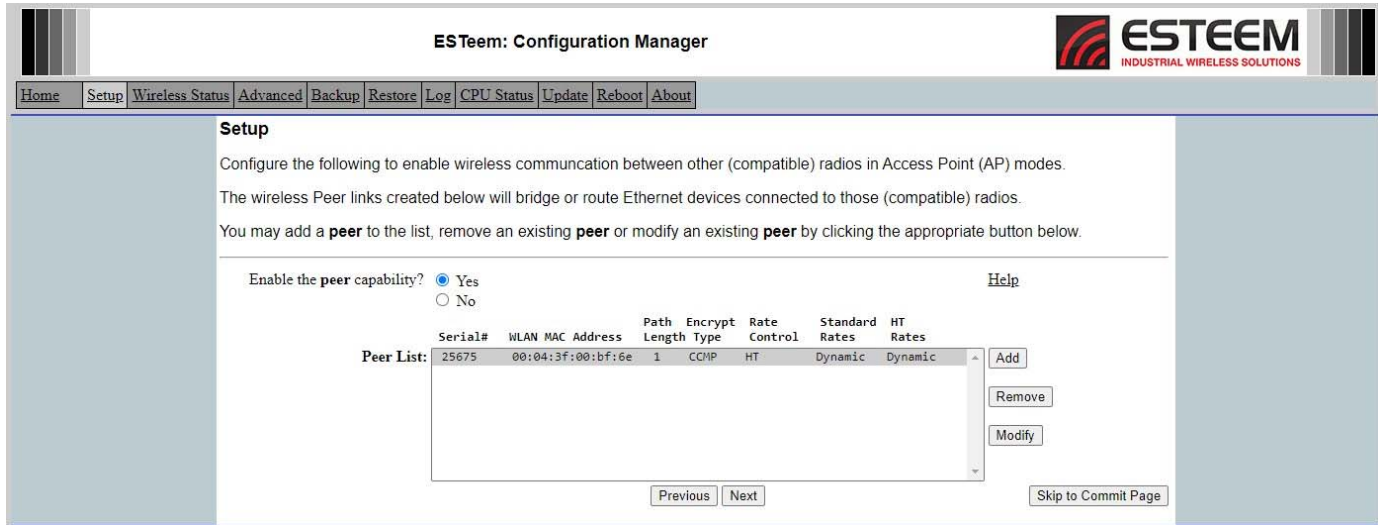 ESTeem: Configuration Manager
ESTEEM
INDUSTRIAL WIRELESS SOLUTIONS
Home Setup Wireless Status Advanced Backup Restore Log CPU Status Update Reboot About
Setup
Configure the following to enable wireless communcation between other (compatible) radios in Access Point (AP) modes.
The wireless Peer links created below will bridge or route Ethernet devices connected to those (compatible) radios.
You may add a peer to the list, remove an existing peer or modify an existing peer by clicking the appropriate button below.
Enable the peer capability? Yes Help
No
Path Encrypt Rate Standard HT
Serial# WLAN MAC Address Length Type Control Rates Rates
Peer List: 25675 00:04:3f:00:bf:6e 1 CCMP HT Dynamic Dynamic Add
Remove
Modify
Previous Next Skip to Commit Page